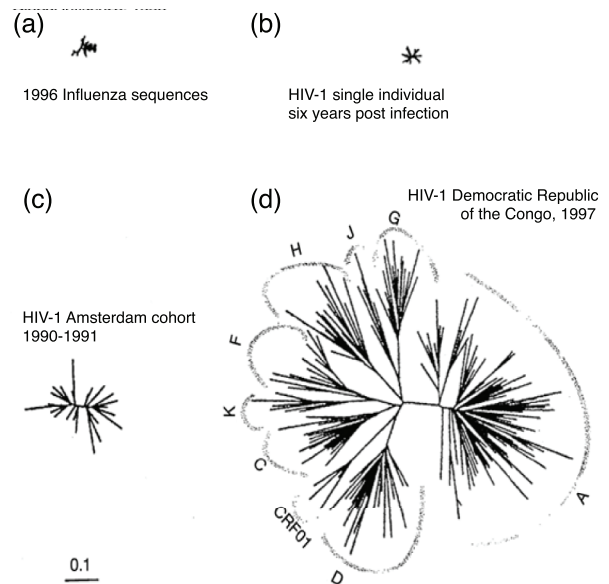 (a)
1996 Influenza sequences
(b)
HIV-1 single individual
six years post infection
(c)
HIV-1 Amsterdam cohort
1990-1991
0.1
(d)
HIV-1 Democratic Republic
of the Congo, 1997
G
J
H
F
K
C
CRF01
D
A